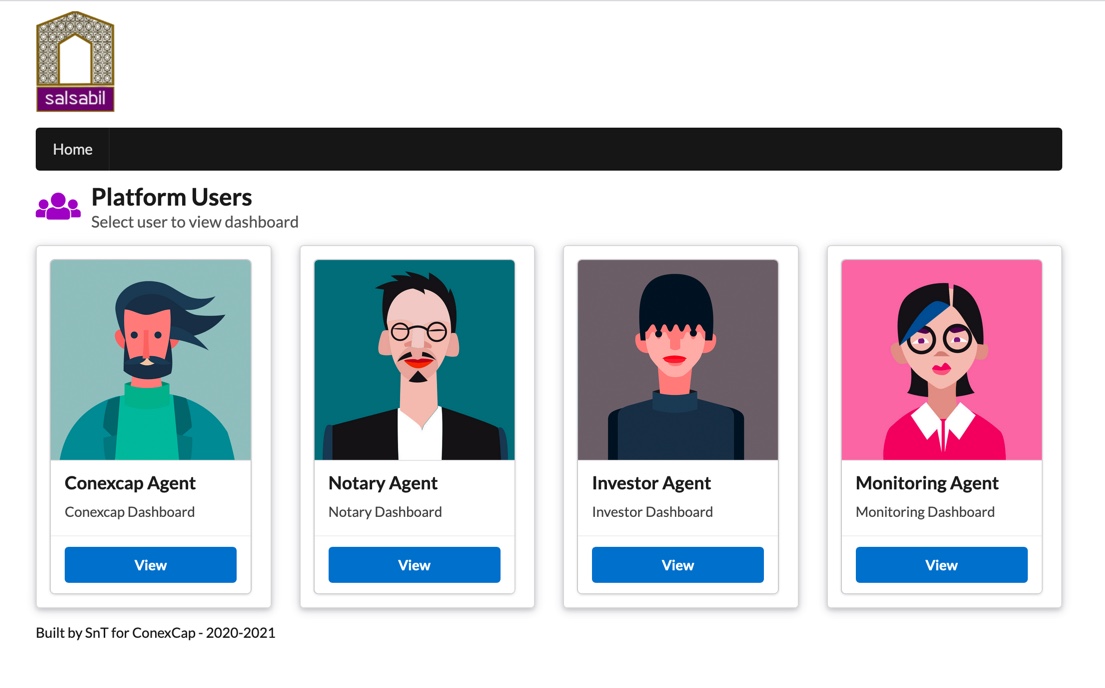 salsabil
Home
Platform Users
Select user to view dashboard
Conexcap Agent
Conexcap Dashboard
View
Notary Agent
Notary Dashboard
View
Investor Agent
Investor Dashboard
View
Monitoring Agent
Monitoring Dashboard
View
Built by SnT for ConexCap - 2020-2021